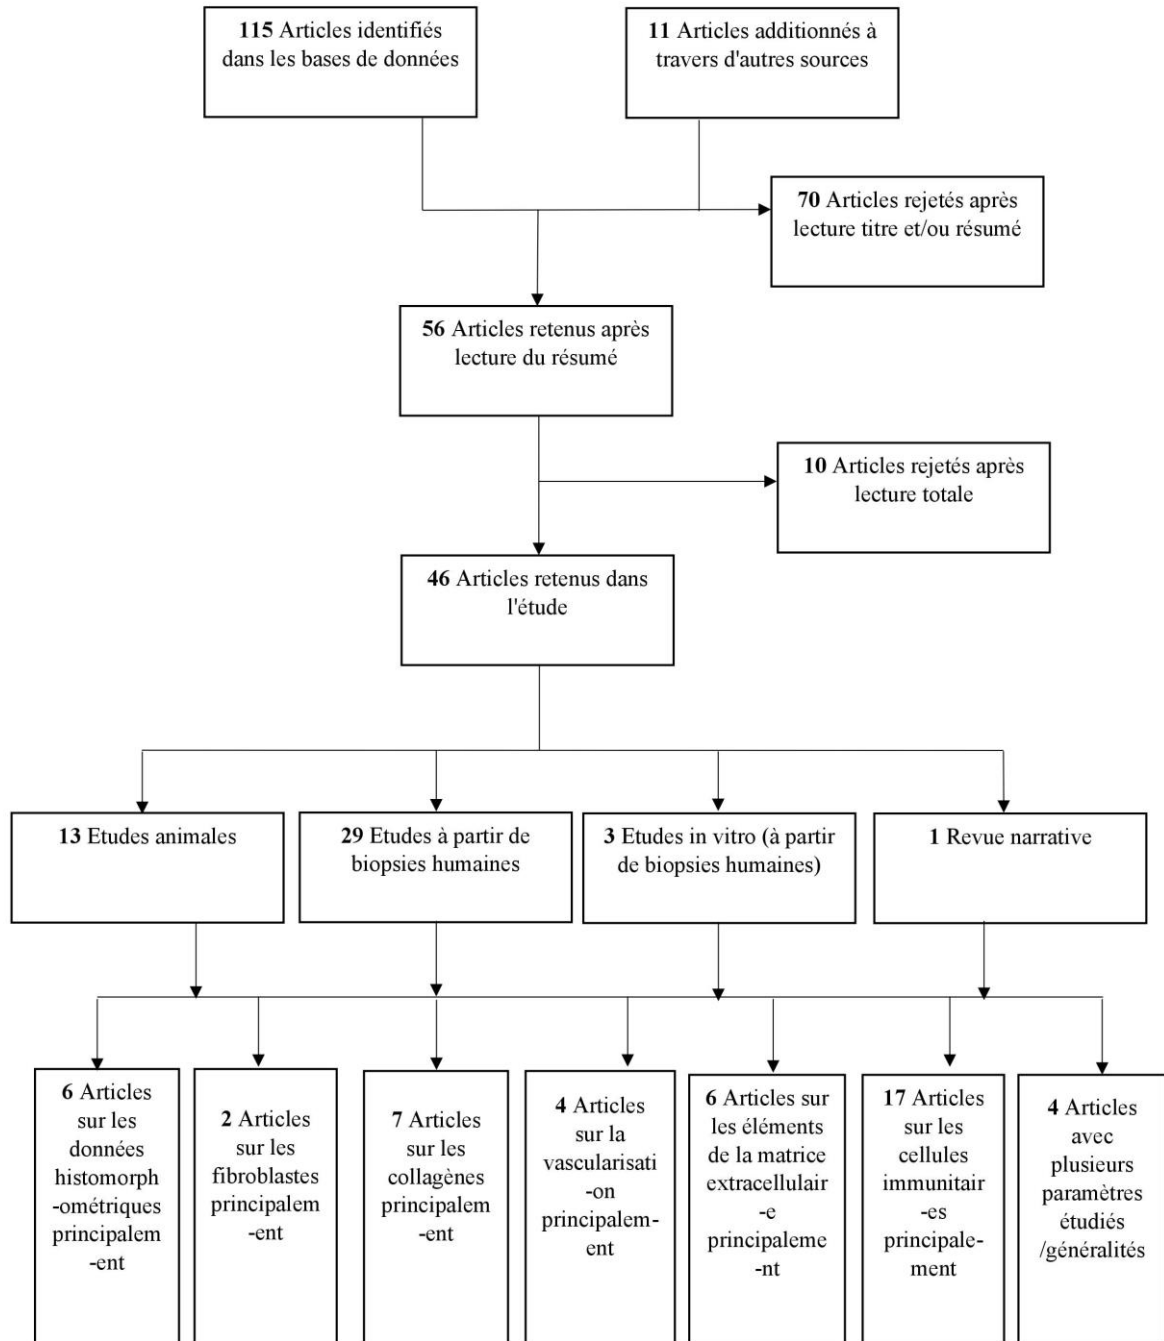 115 Articles identifiés
dans les bases de données
11 Articles additionnés à
travers d'autres sources
70 Articles rejetés après
lecture titre et/ou résumé
56 Articles retenus après
lecture du résumé
10 Articles rejetés après
lecture totale
46 Articles retenus dans
l'étude
13 Etudes animales
29 Etudes à partir de
biopsies humaines
3 Etudes in vitro (à partir
de biopsies humaines)
1 Revue narrative
6 Articles
sur les
données
histomorph
-ométriques
principalem
-ent
2 Articles
sur les
fibroblastes
principalem
-ent
7 Articles
sur les
collagènes
principalem
-ent
4 Articles
sur la
vascularisati
-on
principalem-
ent
6 Articles sur
les éléments
de la matrice
extracellulair
-e
principaleme
-nt
17 Articles
sur les
cellules
immunitair
-es
principale-
ment
4 Articles
avec
plusieurs
paramètres
étudiés
/généralités